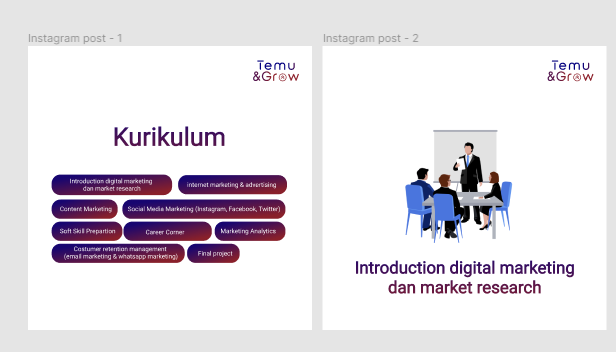 Instagram post - 1
Temu
&Grow
Kurikulum
Introduction digital marketing
dan market research
internet marketing & advertising
Content Marketing
Social Media Marketing (Instagram, Facebook, Twitter)
Soft Skill Prepartion
Career Corner
Marketing Analytics
Costumer retention management
(email marketing & whatsapp marketing)
Final project
Instagram post - 2
Temu
&Grow
Introduction digital marketing
dan market research